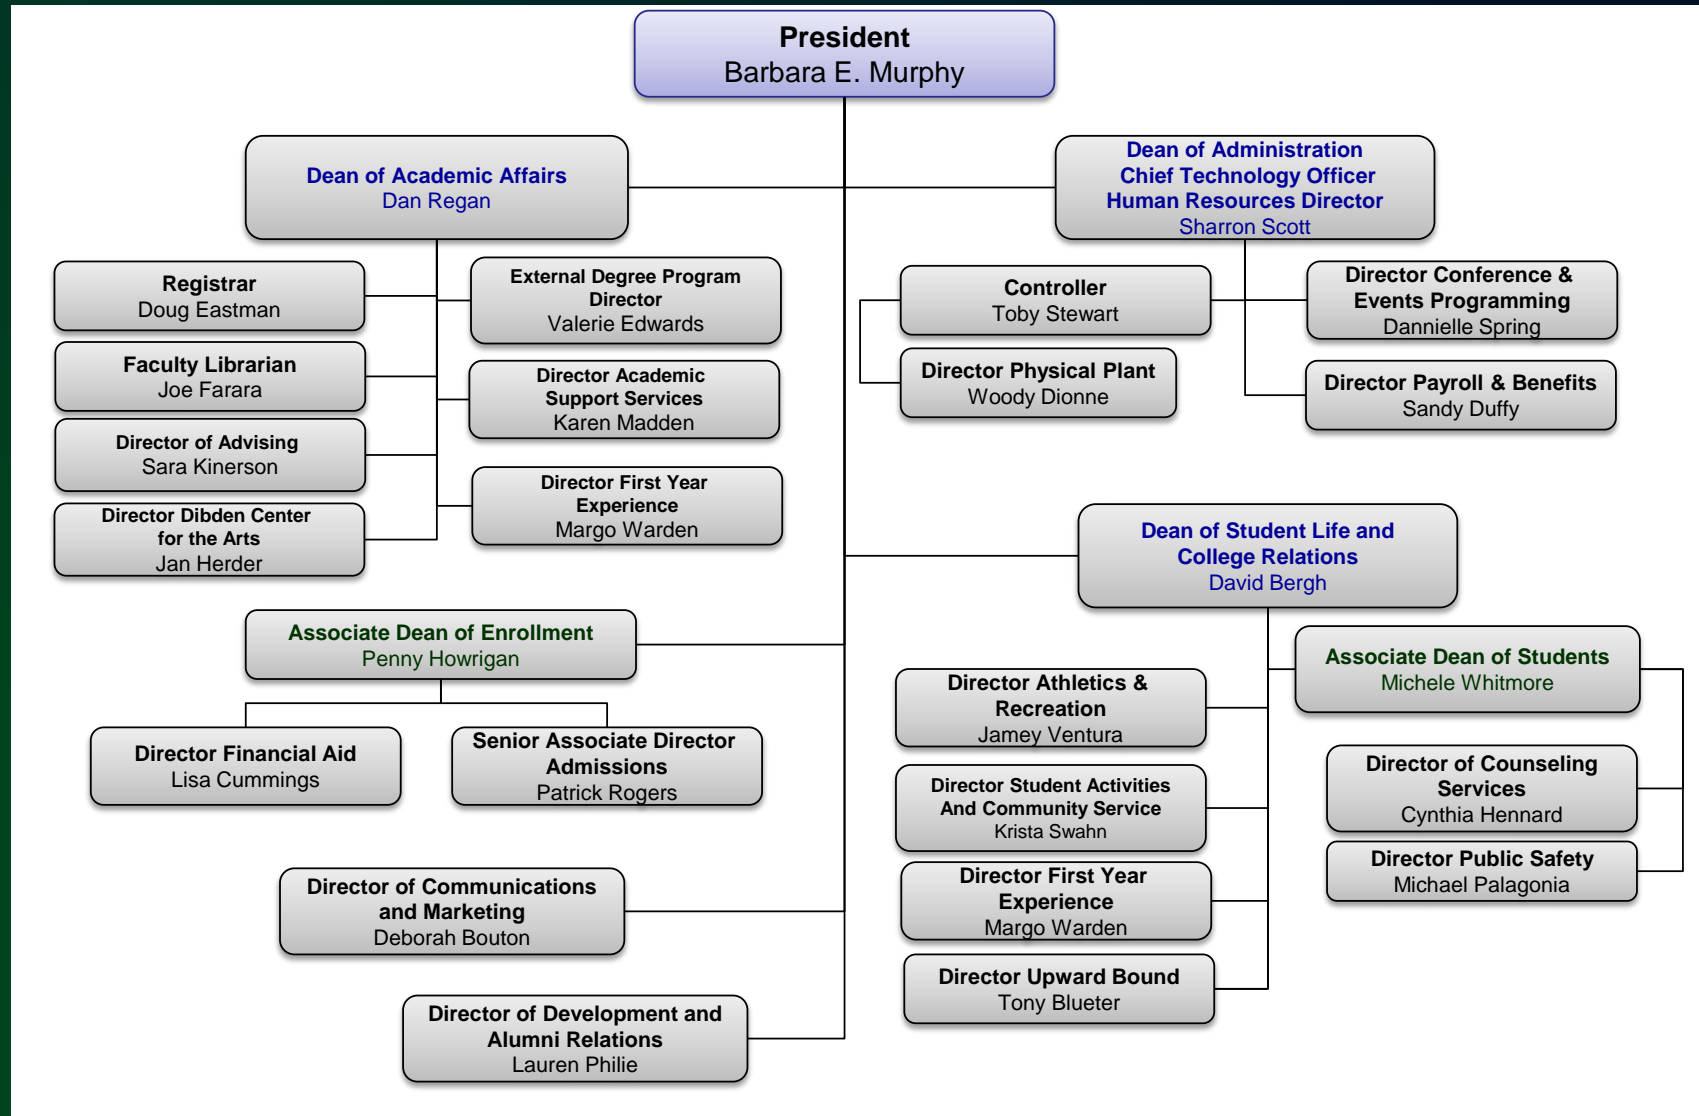 President
Barbara E. Murphy
Dean of Academic Affairs
Dan Regan
Dean of Administration
Chief Technology Officer
Human Resources Director
Sharron Scott
Registrar
Doug Eastman
External Degree Program
Director
Valerie Edwards
Faculty Librarian
Joe Farara
Director Academic
Support Services
Karen Madden
Director of Advising
Sara Kinerson
Director First Year
Experience
Margo Warden
Director Dibden Center
for the Arts
Jan Herder
Controller
Toby Stewart
Director Conference &
Events Programming
Dannielle Spring
Director Physical Plant
Woody Dionne
Director Payroll & Benefits
Sandy Duffy
Dean of Student Life and
College Relations
David Bergh
Associate Dean of Enrollment
Penny Howrigan
Director Financial Aid
Lisa Cummings
Senior Associate Director
Admissions
Patrick Rogers
Associate Dean of Students
Michele Whitmore
Director Athletics &
Recreation
Jamey Ventura
Director of Counseling
Services
Cynthia Hennard
Director Student Activities
And Community Service
Krista Swahn
Director Public Safety
Michael Palagonia
Director First Year
Experience
Margo Warden
Director Upward Bound
Tony Blueter
Director of Communications
and Marketing
Deborah Bouton
Director of Development and
Alumni Relations
Lauren Philie